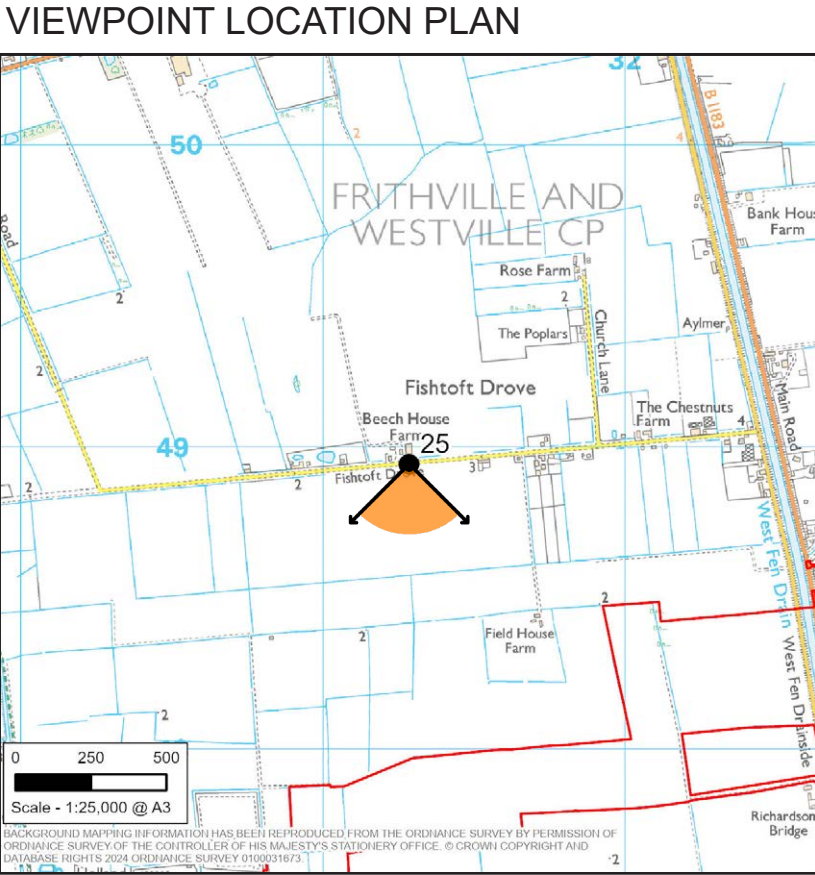 VIEWPOINT LOCATION PLAN
32
B1183
2
4
50
FRITHVILLE AND
WESTVILLE CP
Bank Hous
Farm
Road
Rose Farm
2
2
The Poplars
Church Lane
Aylmer
2
Fishtoft Drove
Main Road
Beech House
Farm
The Chestnuts
Farm
4
25
49
3
2
2
West Fen Drain
2
2
Field House
Farm
West Fen Drainside
2
0 250 500
Scale - 1:25,000 @ A3
Richardson
Bridge
BACKGROUND MAPPING INFORMATION HAS BEEN REPRODUCED FROM THE ORDNANCE SURVEY BY PERMISSION OF
ORDNANCE SURVEY OF THE CONTROLLER OF HIS MAJESTY'S STATIONERY OFFICE. © CROWN COPYRIGHT AND
DATABASE RIGHTS 2024 ORDNANCE SURVEY 0100031673
2